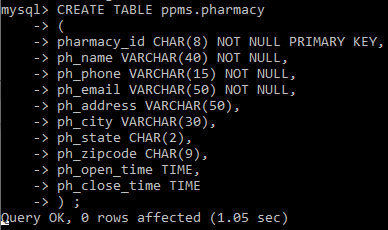 mysql> CREATE TABLE ppms.pharmacy
-> (
-> pharmacy_id CHAR(8) NOT NULL PRIMARY KEY,
-> ph_name VARCHAR(40) NOT NULL,
-> ph_phone VARCHAR(15) NOT NULL,
-> ph_email VARCHAR(50) NOT NULL,
-> ph_address VARCHAR(50),
-> ph_city VARCHAR(30),
-> ph_state CHAR(2),
-> ph_zipcode CHAR(9),
-> ph_open_time TIME,
-> ph_close_time TIME
-> ) ;
Query OK, 0 rows affected (1.05 sec)